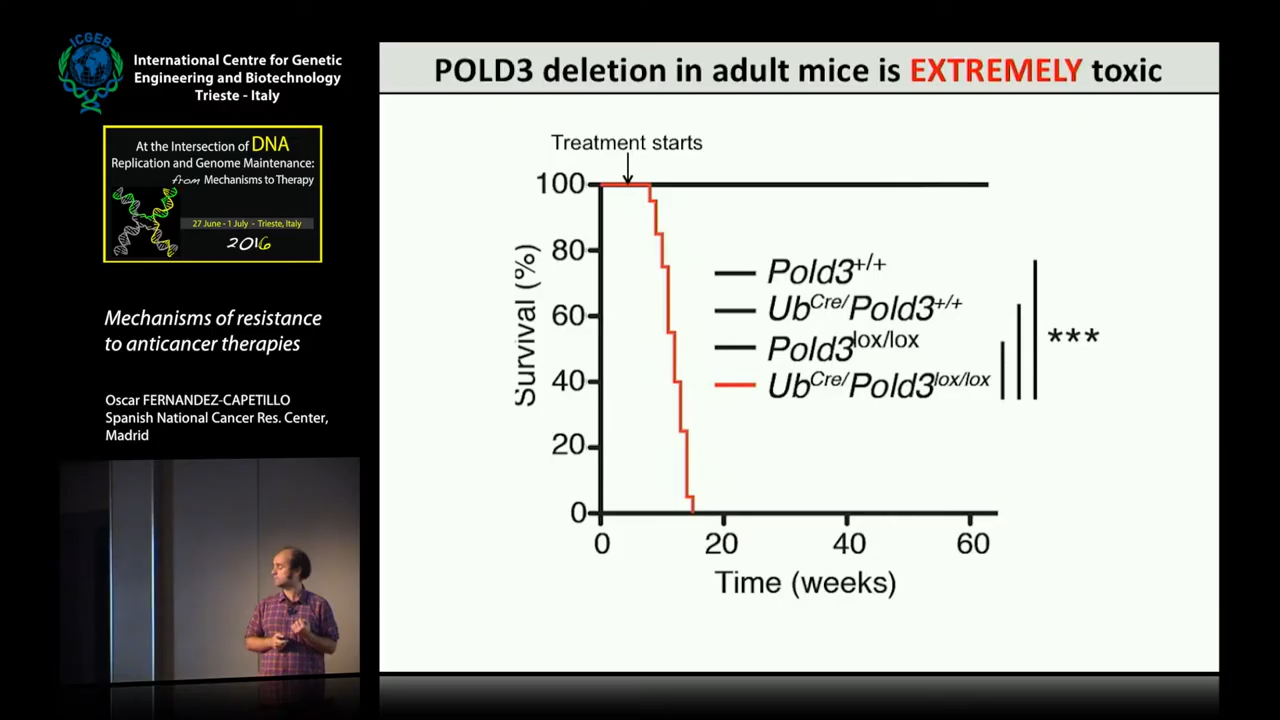 ICGEB
International Centre for Genetic
Engineering and Biotechnology
Trieste - Italy
At the Intersection of DNA
Replication and Genome Maintenance:
from Mechanisms to Therapy
27 June - 1 July - Trieste, Italy
2016
Mechanisms of resistance
to anticancer therapies
Oscar FERNANDEZ-CAPETILLO
Spanish National Cancer Res. Center,
Madrid
POLD3 deletion in adult mice is EXTREMELY toxic
Treatment starts
100
80
60
40
20
0
Survival (%)
Pold3+/+
UbCre/Pold3+/+
Pold3lox/lox
UbCre/Pold3lox/lox
***
0 20 40 60
Time (weeks)